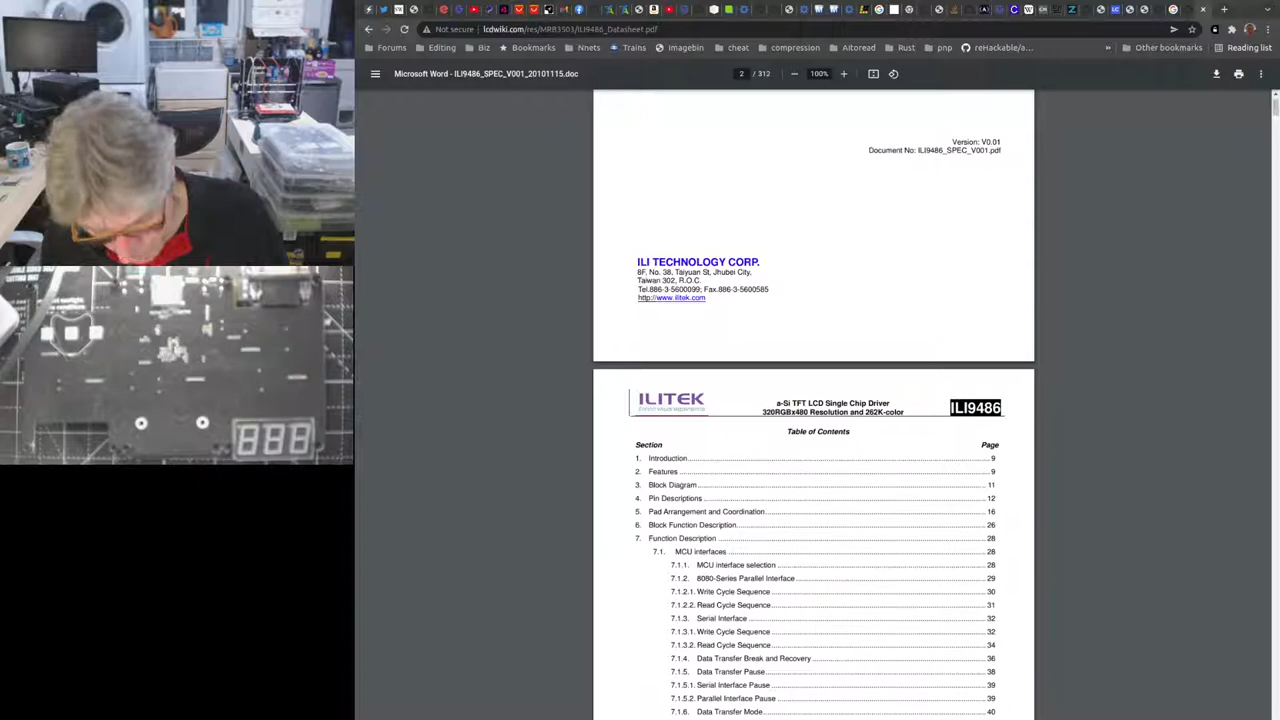 Not secure
lcdwiki.com/res/MRB3503/ILI9486_Datasheet.pdf
Forums
Editing
Biz
Bookmarks
Nnets
Trains
Imagebin
cheat
compression
Aitoread
Rust
pnp
reHackable/a...
»
Other bookmarks
Reading list
Microsoft Word - ILI9486_SPEC_V001_20101115.doc
2 / 312
100%
Version: V0.01
Document No: ILI9486_SPEC_V001.pdf
ILI TECHNOLOGY CORP.
8F, No. 38, Taiyuan St, Jhubei City,
Taiwan 302, R.O.C.
Tel.886-3-5600099; Fax.886-3-5600585
http://www.ilitek.com
ILITEK
a-Si TFT LCD Single Chip Driver
320RGBx480 Resolution and 262K-color
ILI9486
Table of Contents
Section Page
1. Introduction 9
2. Features 9
3. Block Diagram 11
4. Pin Descriptions 12
5. Pad Arrangement and Coordination 16
6. Block Function Description 26
7. Function Description 28
7.1. MCU interfaces 28
7.1.1. MCU interface selection 28
7.1.2. 8080-Series Parallel Interface 29
7.1.2.1. Write Cycle Sequence 30
7.1.2.2. Read Cycle Sequence 31
7.1.3. Serial Interface 32
7.1.3.1. Write Cycle Sequence 32
7.1.3.2. Read Cycle Sequence 34
7.1.4. Data Transfer Break and Recovery 36
7.1.5. Data Transfer Pause 38
7.1.5.1. Serial Interface Pause 39
7.1.5.2. Parallel Interface Pause 39
7.1.6. Data Transfer Mode 40
888